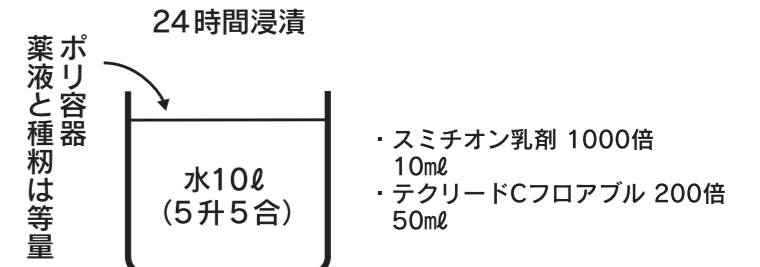 24時間浸漬
ポリ容器
薬液と種籾は等量
水10ℓ
(5升5合)
・スミチオン乳剤 1000倍
10㎖
・テクリードCフロアブル 200倍
50㎖